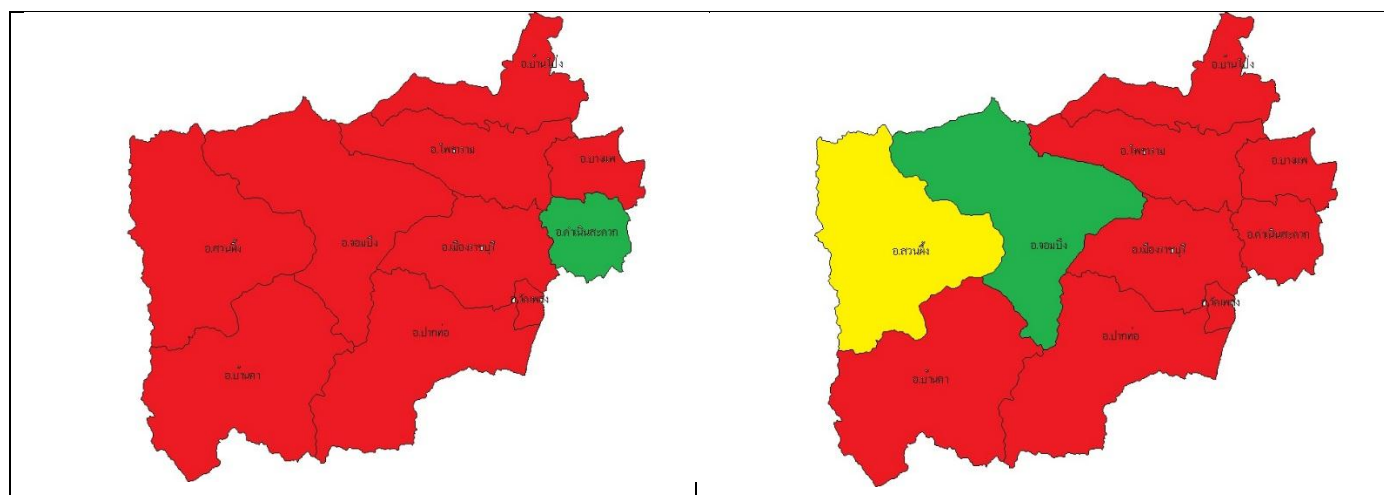 อ.บ้านโป่ง
อ.โพธาราม
อ.บางแพ
อ.ดำเนินสะดวก
อ.สวนผึ้ง
อ.จอมบึง
อ.เมืองราชบุรี
อ.วัดเพลง
อ.ปากท่อ
อ.บ้านคา
อ.บ้านโป่ง
อ.โพธาราม
อ.บางแพ
อ.ดำเนินสะดวก
อ.สวนผึ้ง
อ.จอมบึง
อ.เมืองราชบุรี
อ.วัดเพลง
อ.ปากท่อ
อ.บ้านคา